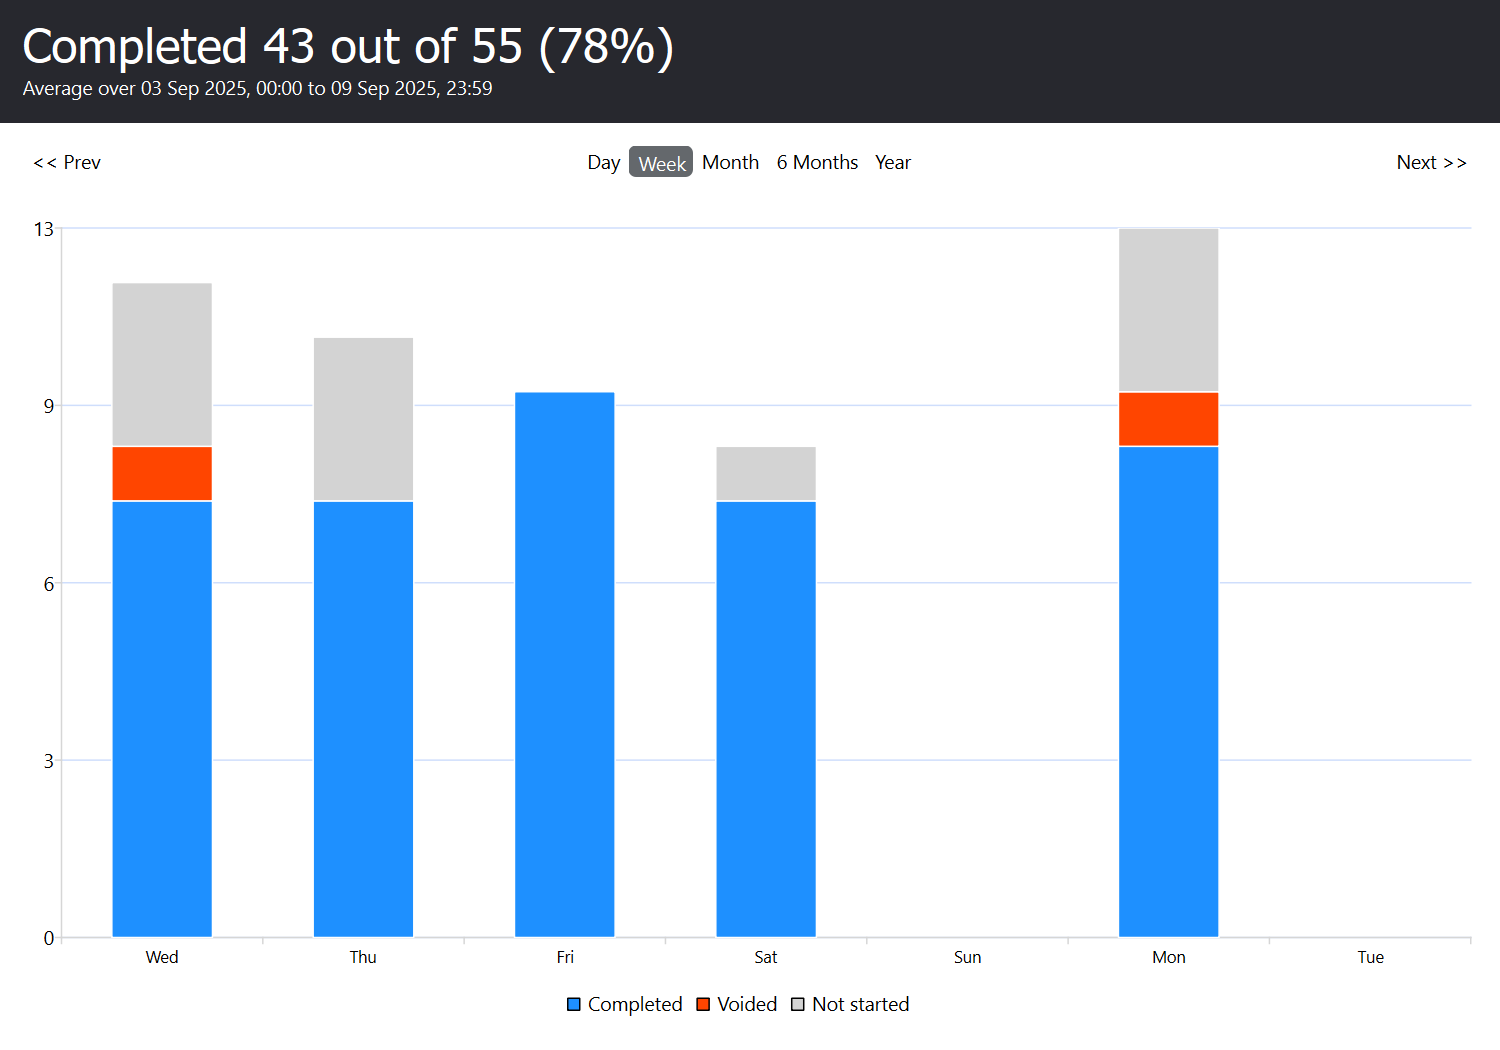 Completed 43 out of 55 (78%)
Average over 03 Sep 2025, 00:00 to 09 Sep 2025, 23:59
<< Prev Day Week Month 6 Months Year Next >>
13
9
6
3
0
Wed Thu Fri Sat Sun Mon Tue
Completed Voided Not started